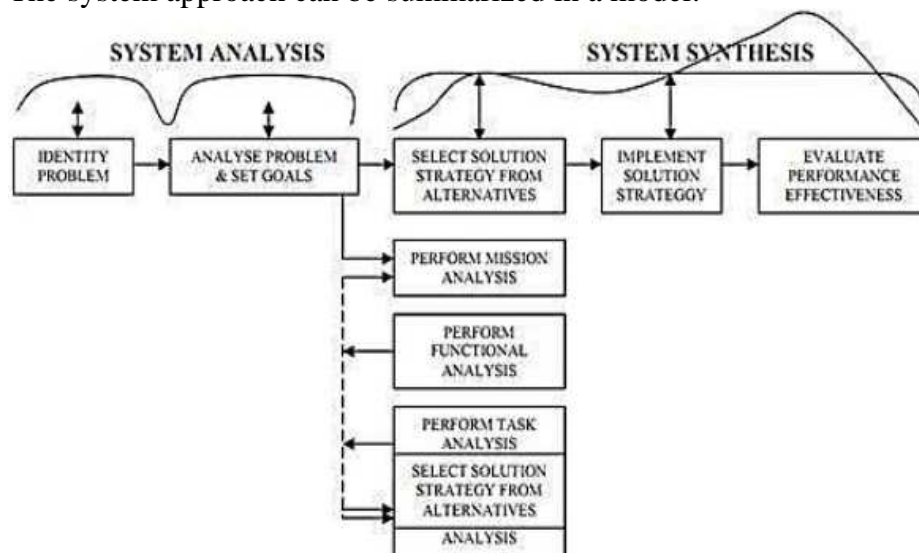 The system approach can be summarized in a model.
SYSTEM ANALYSIS
SYSTEM SYNTHESIS
IDENTITY
PROBLEM
ANALYSE PROBLEM
& SET GOALS
SELECT SOLUTION
STRATEGY FROM
ALTERNATIVES
IMPLEMENT
SOLUTION
STRATEGGY
EVALUATE
PERFORMANCE
EFFECTIVENESS
PERFORM MISSION
ANALYSIS
PERFORM
FUNCTIONAL
ANALYSIS
PERFORM TASK
ANALYSIS
SELECT SOLUTION
STRATEGY FROM
ALTERNATIVES
ANALYSIS